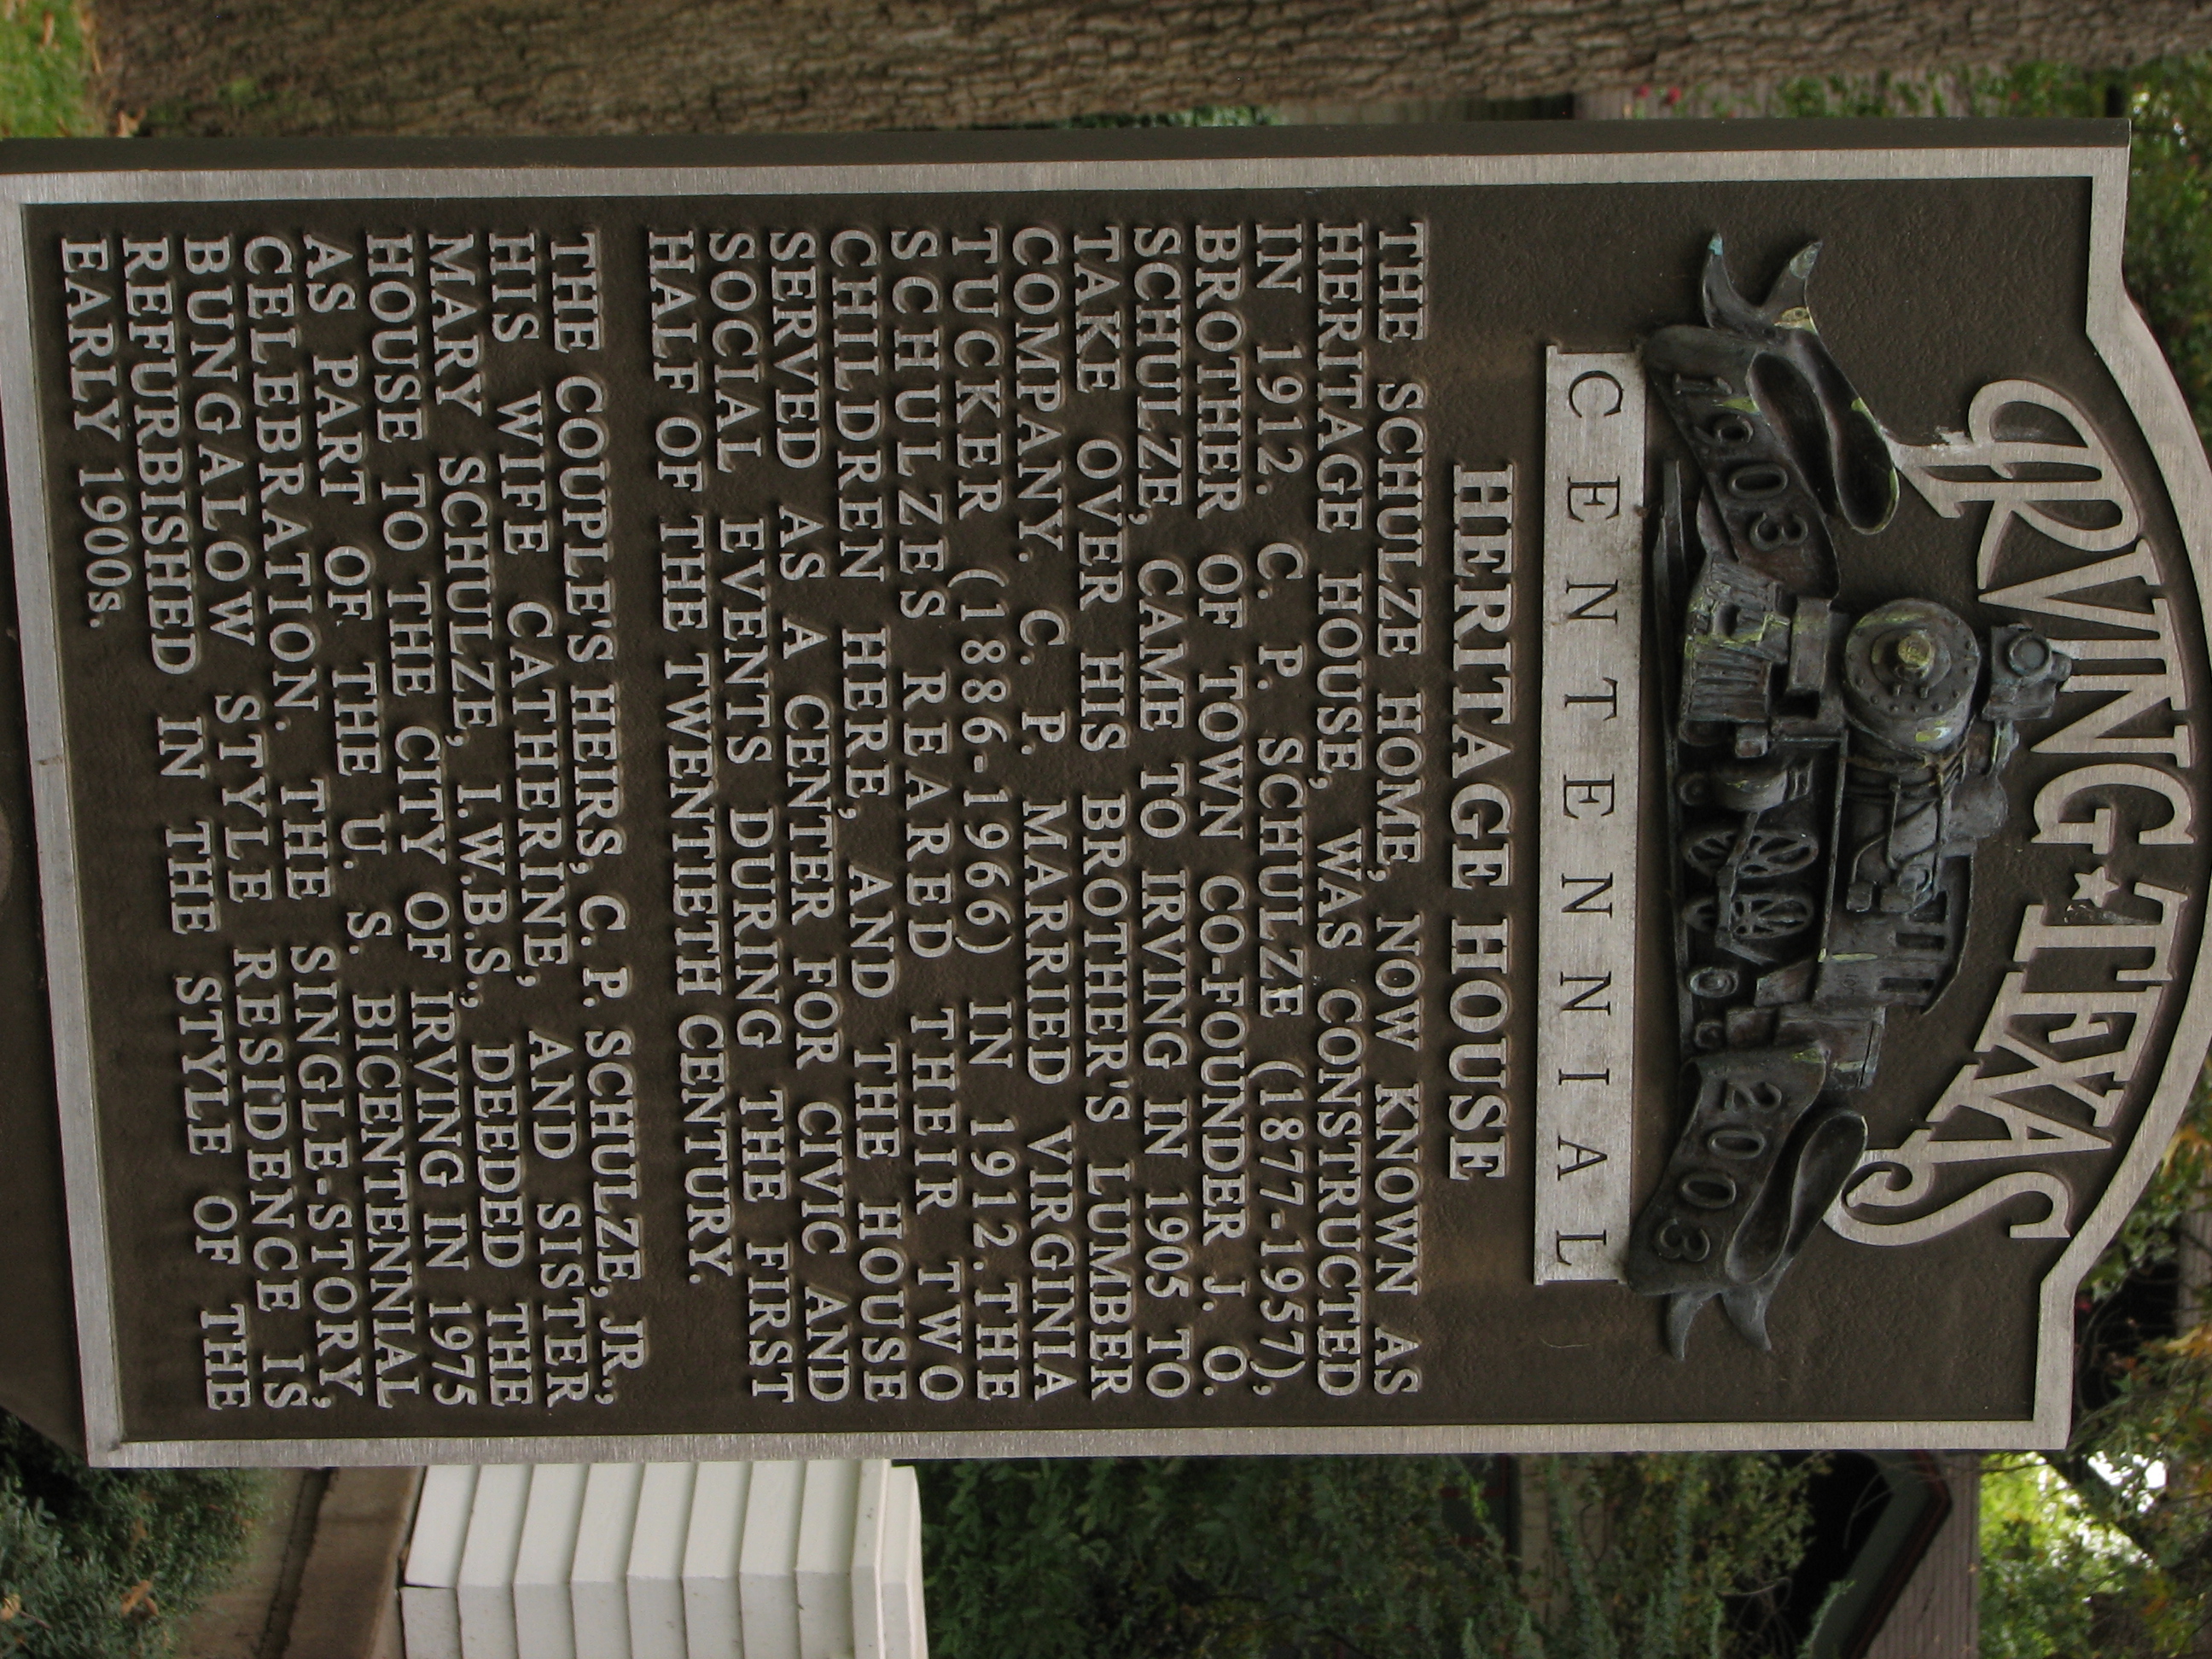 IRVING★TEXAS
1903 2003
CENTENNIAL
HERITAGE HOUSE
THE SCHULZE HOME, NOW KNOWN AS
HERITAGE HOUSE, WAS CONSTRUCTED
IN 1912. C. P. SCHULZE (1877-1957),
BROTHER OF TOWN CO-FOUNDER J. O.
SCHULZE, CAME TO IRVING IN 1905 TO
TAKE OVER HIS BROTHER'S LUMBER
COMPANY. C. P. MARRIED VIRGINIA
TUCKER (1886-1966) IN 1912. THE
SCHULZES REARED THEIR TWO
CHILDREN HERE, AND THE HOUSE
SERVED AS A CENTER FOR CIVIC AND
SOCIAL EVENTS DURING THE FIRST
HALF OF THE TWENTIETH CENTURY.
THE COUPLE'S HEIRS, C. P. SCHULZE, JR.,
HIS WIFE CATHERINE, AND SISTER
MARY SCHULZE, I.W.B.S., DEEDED THE
HOUSE TO THE CITY OF IRVING IN 1975
AS PART OF THE U. S. BICENTENNIAL
CELEBRATION. THE SINGLE-STORY,
BUNGALOW STYLE RESIDENCE IS
REFURBISHED IN THE STYLE OF THE
EARLY 1900s.